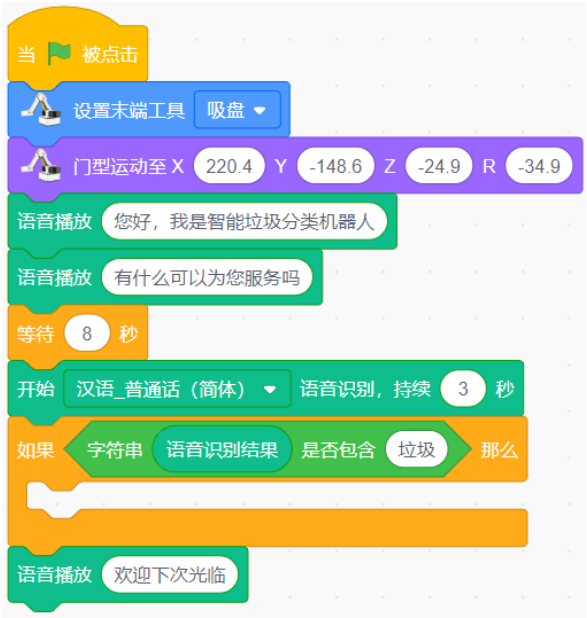 当 被点击
设置末端工具 吸盘
门型运动至 X 220.4 Y -148.6 Z -24.9 R -34.9
语音播放 您好，我是智能垃圾分类机器人
语音播放 有什么可以为您服务吗
等待 8 秒
开始 汉语_普通话（简体） 语音识别，持续 3 秒
如果 字符串 语音识别结果 是否包含 垃圾 那么
语音播放 欢迎下次光临